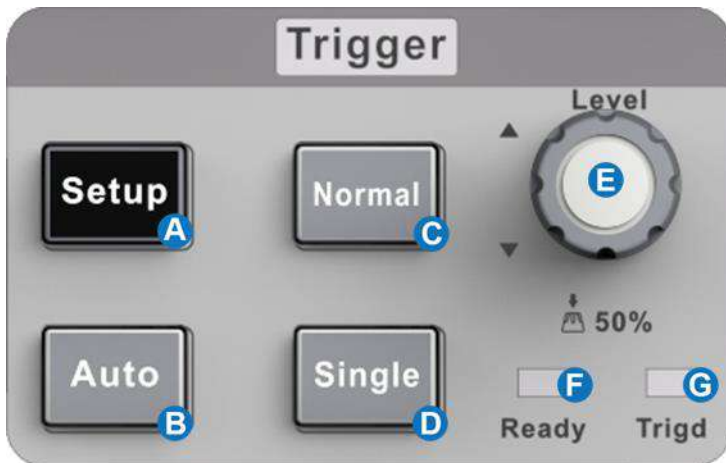 Trigger
Level
Setup
A
Normal
C
E
50%
Auto
B
Single
D
F
G
Ready
Trigd